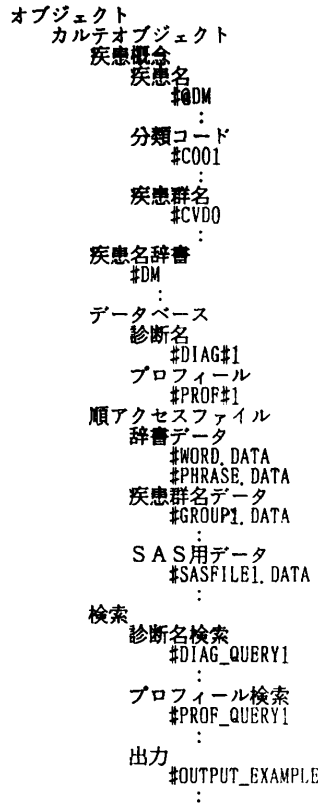 オブジェクト
カルテオブジェクト
疾患概念
疾患名
#@DM
:
分類コード
#C001
:
疾患群名
#CVD0
:
疾患名辞書
#DM
:
データベース
診断名
#DIAG#1
プロフィール
#PROF#1
順アクセスファイル
辞書データ
#WORD.DATA
#PHRASE.DATA
疾患群名データ
#GROUP1.DATA
:
SAS用データ
#SASFILE1.DATA
:
検索
診断名検索
#DIAG_QUERY1
:
プロフィール検索
#PROF_QUERY1
:
出力
#OUTPUT_EXAMPLE
: